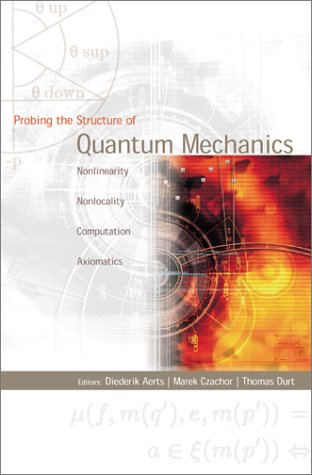 θ up
θ sup
θ down
-p
Probing the Structure of
Quantum Mechanics
Nonlinearity
Nonlocality
Computation
Axiomatics
Editors: Diederik Aerts | Marek Czachor | Thomas Durt
μ(f, m(q'), e, m(p')) =
a ∈ ξ(m(p')) ⇔